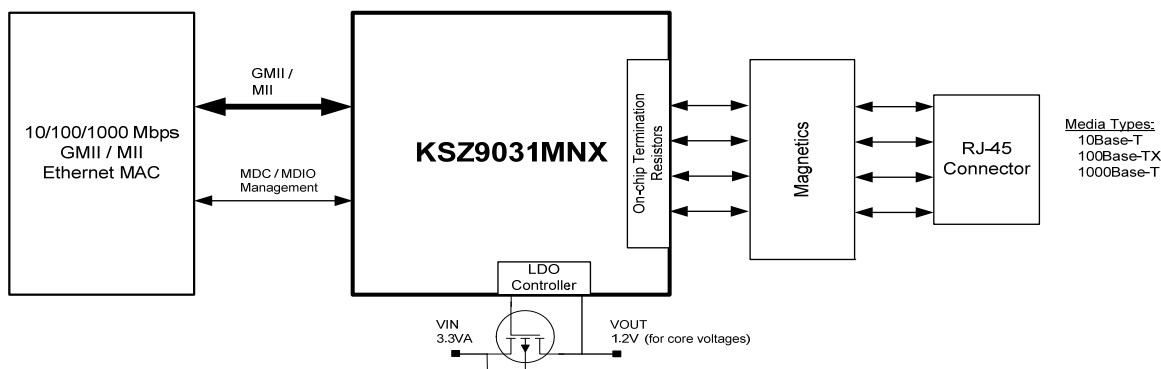 10/100/1000 Mbps
GMII / MII
Ethernet MAC
GMII /
MII
MDC / MDIO
Management
KSZ9031MNX
On-chip Termination
Resistors
LDO
Controller
VIN
3.3VA
VOUT
1.2V (for core voltages)
Magnetics
RJ-45
Connector
Media Types:
10Base-T
100Base-TX
1000Base-T